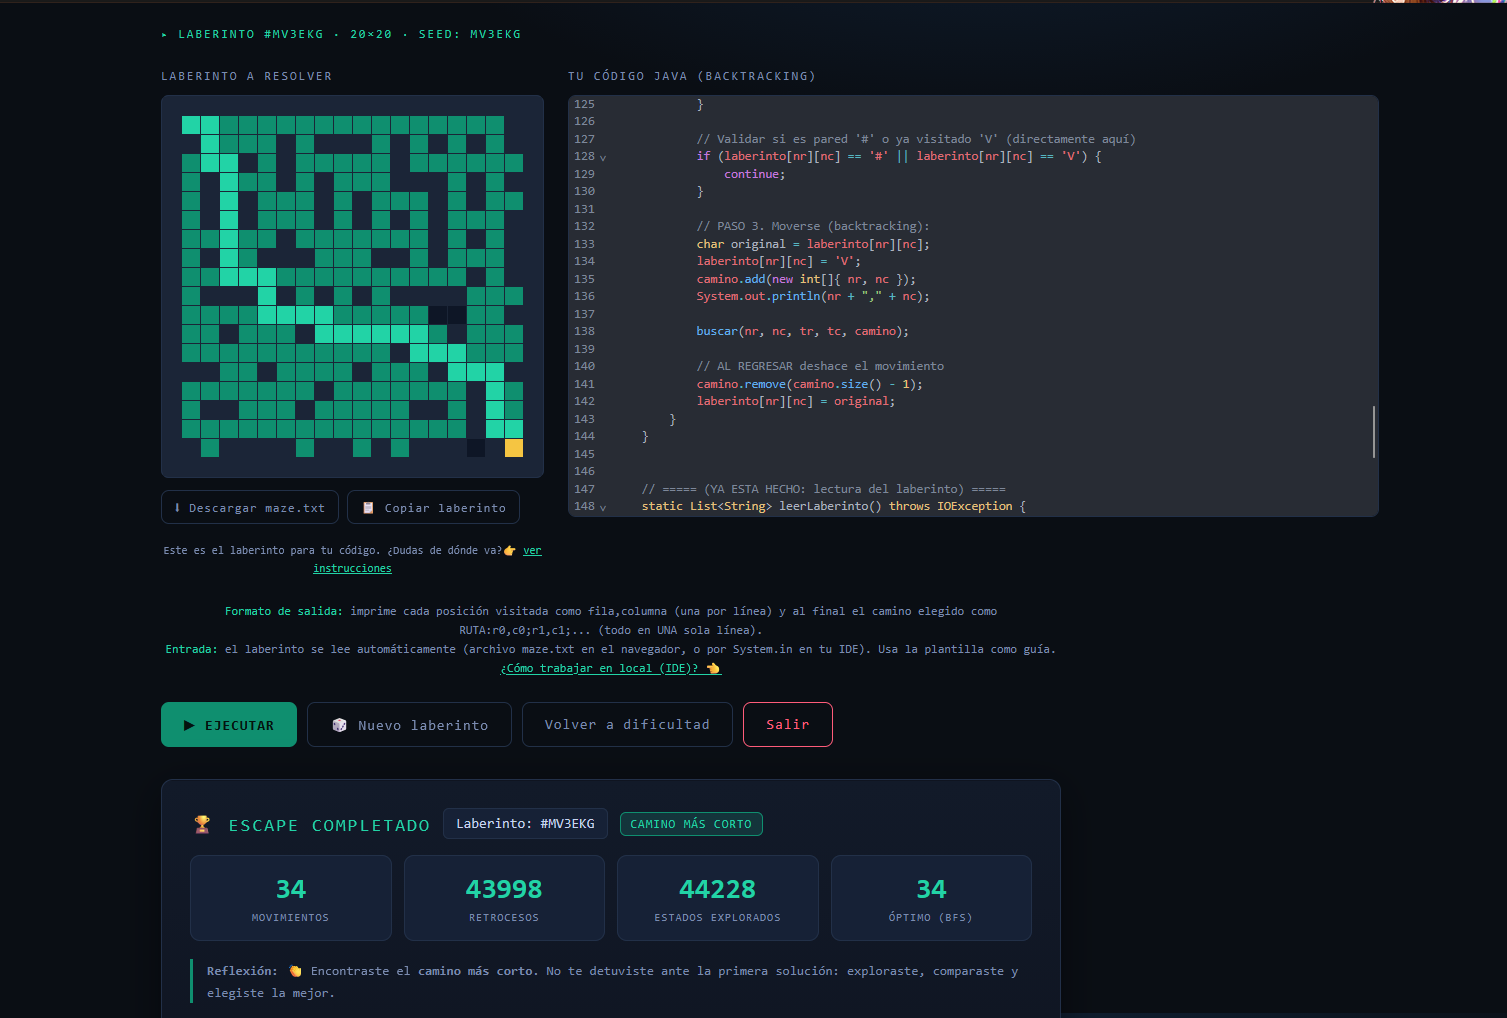 ▸ LABERINTO #MV3EKG · 20×20 · SEED: MV3EKG
LABERINTO A RESOLVER
TU CÓDIGO JAVA (BACKTRACKING)
125 }
126
127 // Validar si es pared '#' o ya visitado 'V' (directamente aquí)
128 if (laberinto[nr][nc] == '#' || laberinto[nr][nc] == 'V') {
129 continue;
130 }
131
132 // PASO 3. Moverse (backtracking):
133 char original = laberinto[nr][nc];
134 laberinto[nr][nc] = 'V';
135 camino.add(new int[]{ nr, nc });
136 System.out.println(nr + "," + nc);
137
138 buscar(nr, nc, tr, tc, camino);
139
140 // AL REGRESAR deshace el movimiento
141 camino.remove(camino.size() - 1);
142 laberinto[nr][nc] = original;
143 }
144 }
145
146
147 // ===== (YA ESTA HECHO: lectura del laberinto) =====
148 static List<String> leerLaberinto() throws IOException {
⬇ Descargar maze.txt
📋 Copiar laberinto
Este es el laberinto para tu código. ¿Dudas de dónde va?👉 ver
instrucciones
Formato de salida: imprime cada posición visitada como fila,columna (una por línea) y al final el camino elegido como
RUTA:r0,c0;r1,c1;... (todo en UNA sola línea).
Entrada: el laberinto se lee automáticamente (archivo maze.txt en el navegador, o por System.in en tu IDE). Usa la plantilla como guía.
¿Cómo trabajar en local (IDE)? 👈
▶ EJECUTAR
🎲 Nuevo laberinto
Volver a dificultad
Salir
🏆 ESCAPE COMPLETADO
Laberinto: #MV3EKG
CAMINO MÁS CORTO
34
MOVIMIENTOS
43998
RETROCESOS
44228
ESTADOS EXPLORADOS
34
ÓPTIMO (BFS)
Reflexión: 👏 Encontraste el camino más corto. No te detuviste ante la primera solución: exploraste, comparaste y
elegiste la mejor.